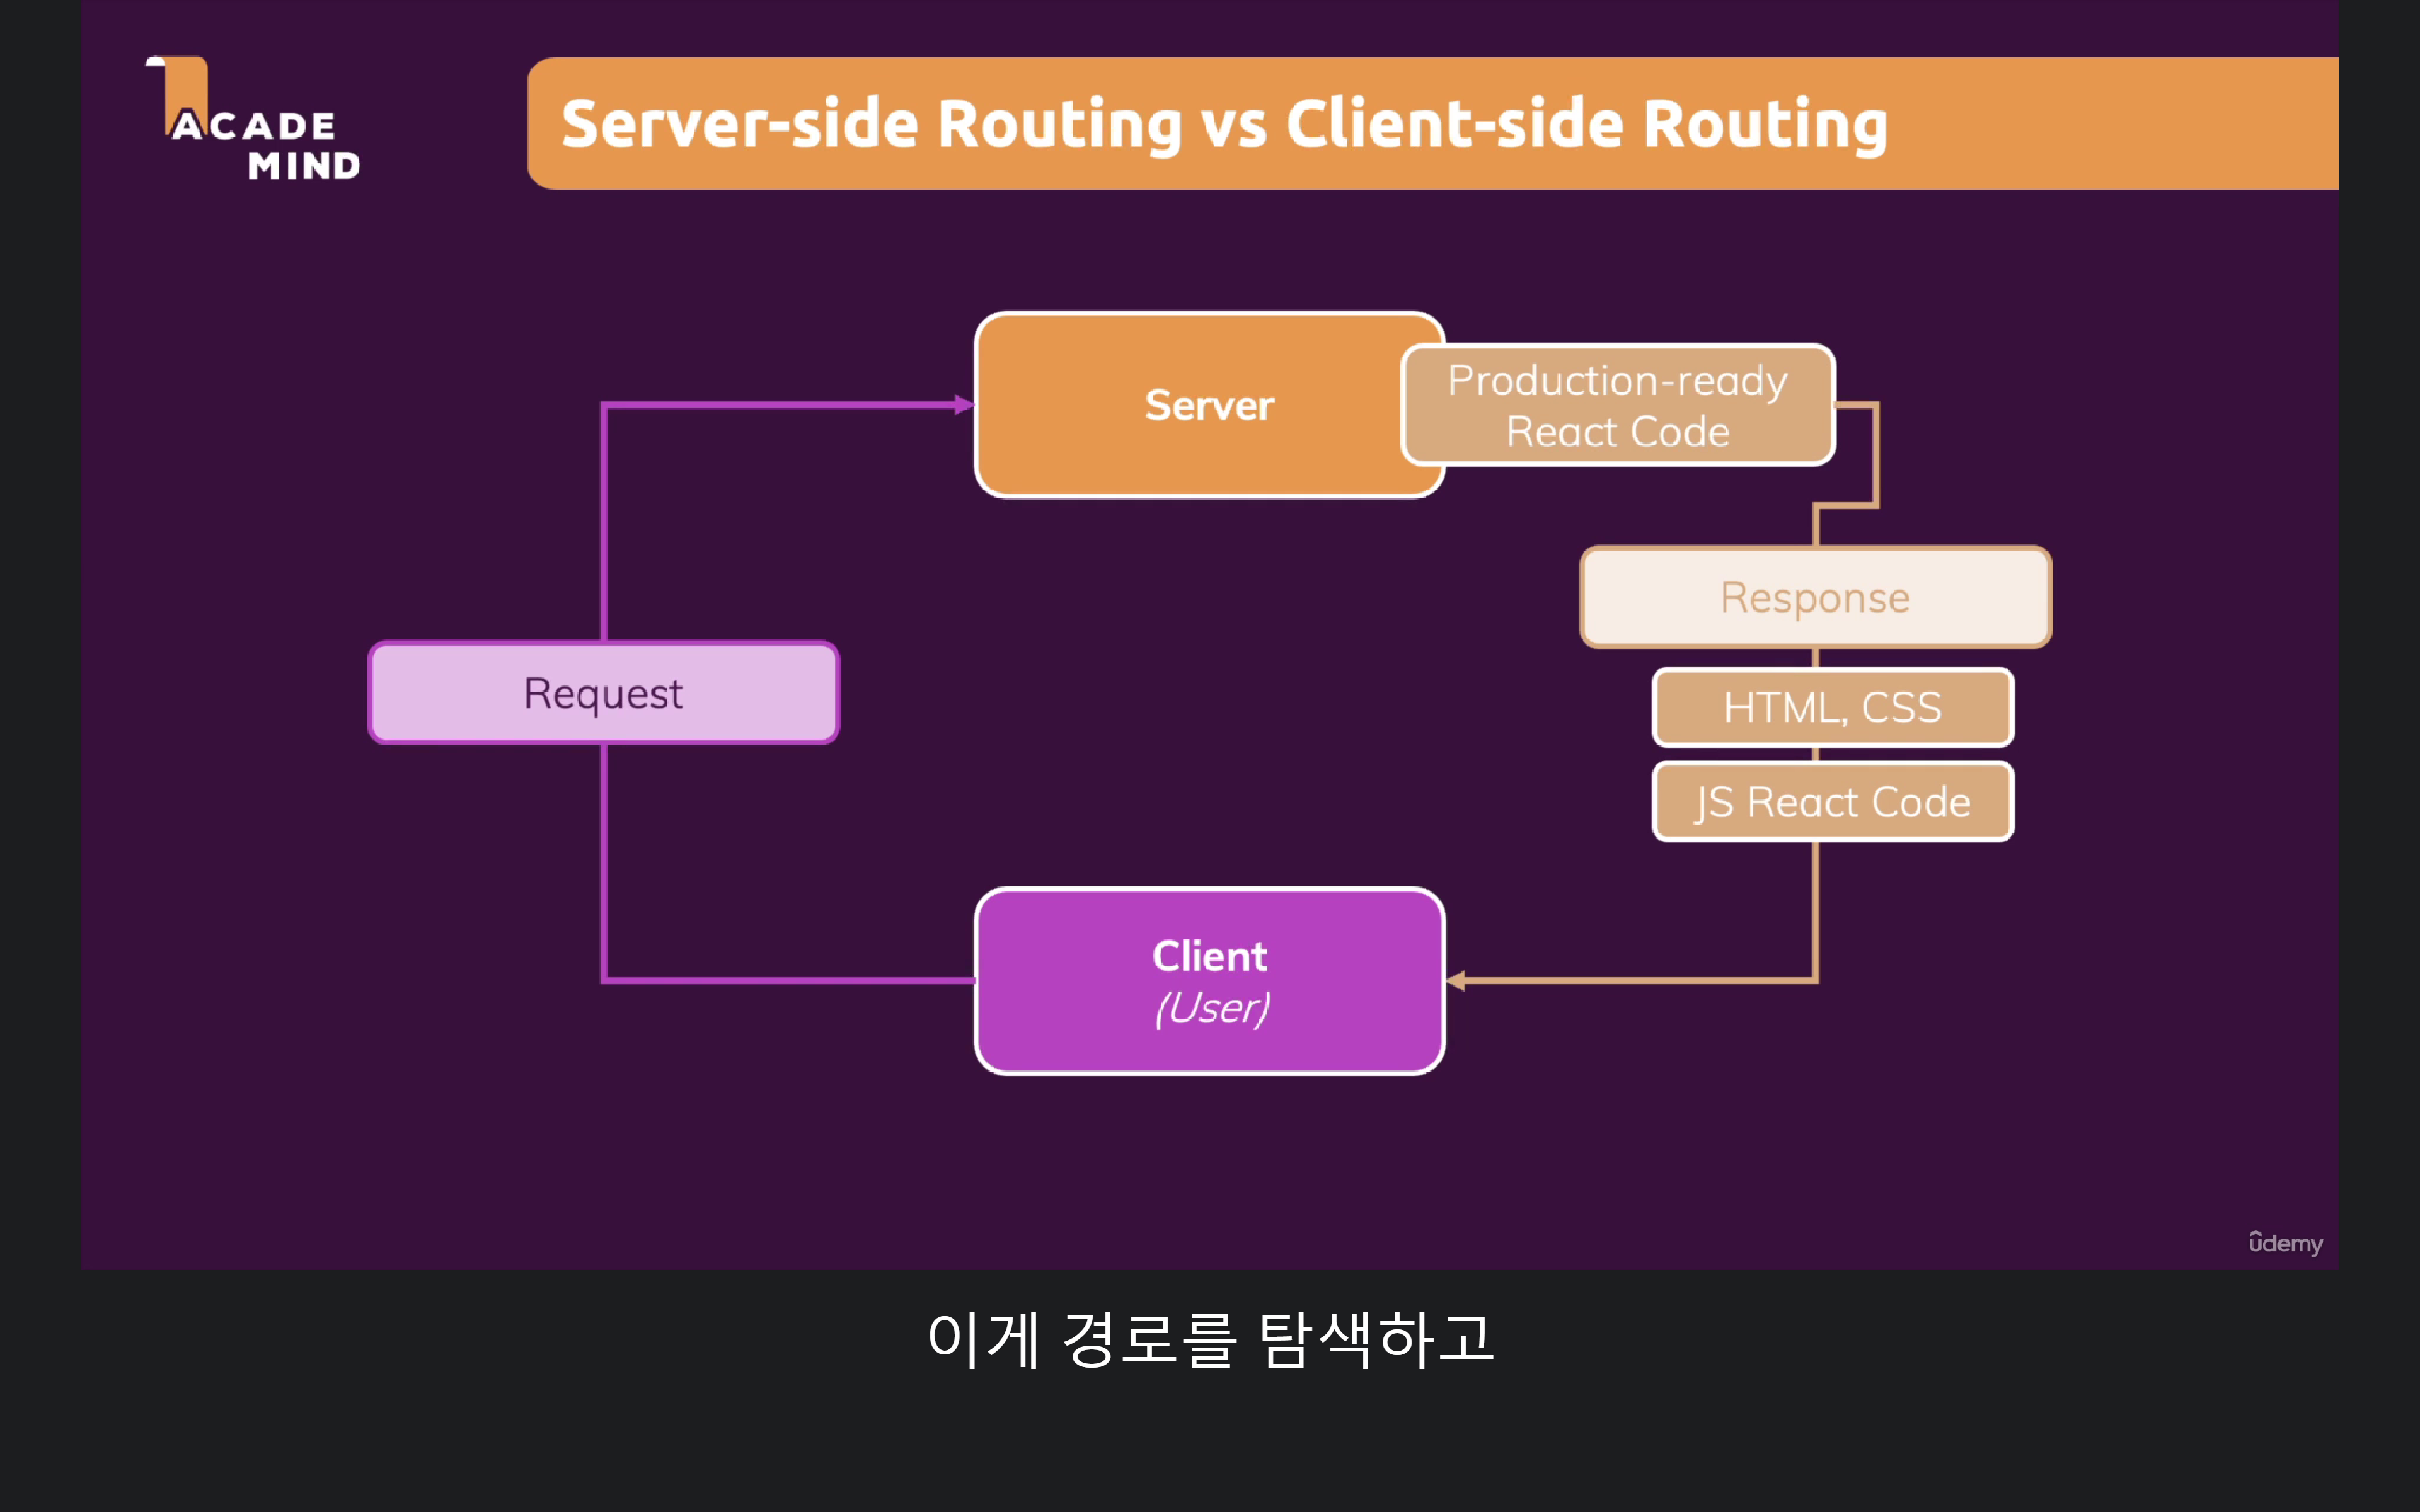 ACADE
MIND
Server-side Routing vs Client-side Routing
Server
Production-ready
React Code
Response
Request
HTML, CSS
JS React Code
Client
(User)
ûdemy
이게 경로를 탐색하고